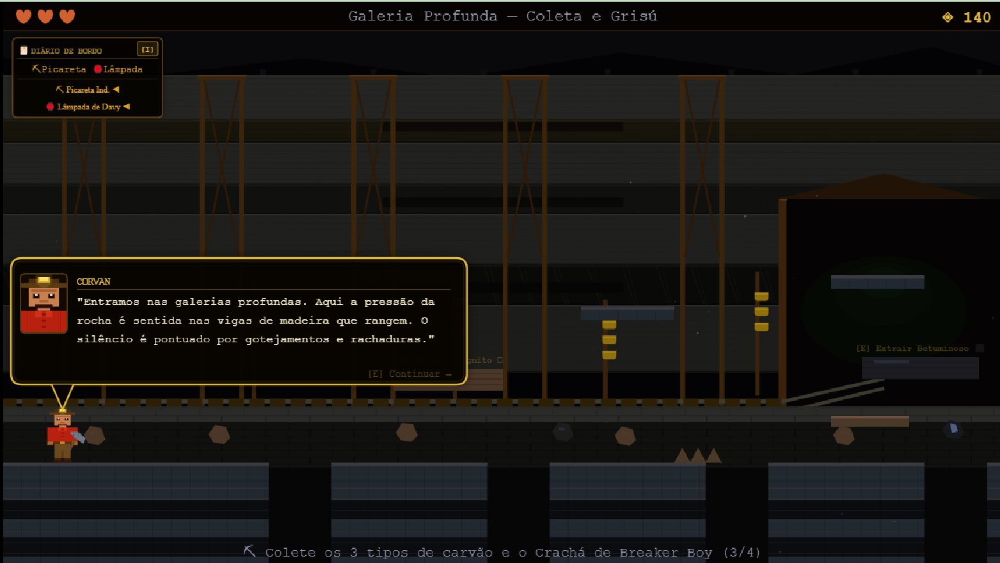 Galeria Profunda — Coleta e Grisú
140
DIÁRIO DE BORDO [I]
Picareta Lâmpada
Picareta Ind. ◄
Lâmpada de Davy ◄
CORVAN
"Entramos nas galerias profundas. Aqui a pressão da
rocha é sentida nas vigas de madeira que rangem. O
silêncio é pontuado por gotejamentos e rachaduras."
[E] Continuar →
[E] Extrair Betuminoso
Colete os 3 tipos de carvão e o Crachá de Breaker Boy (3/4)